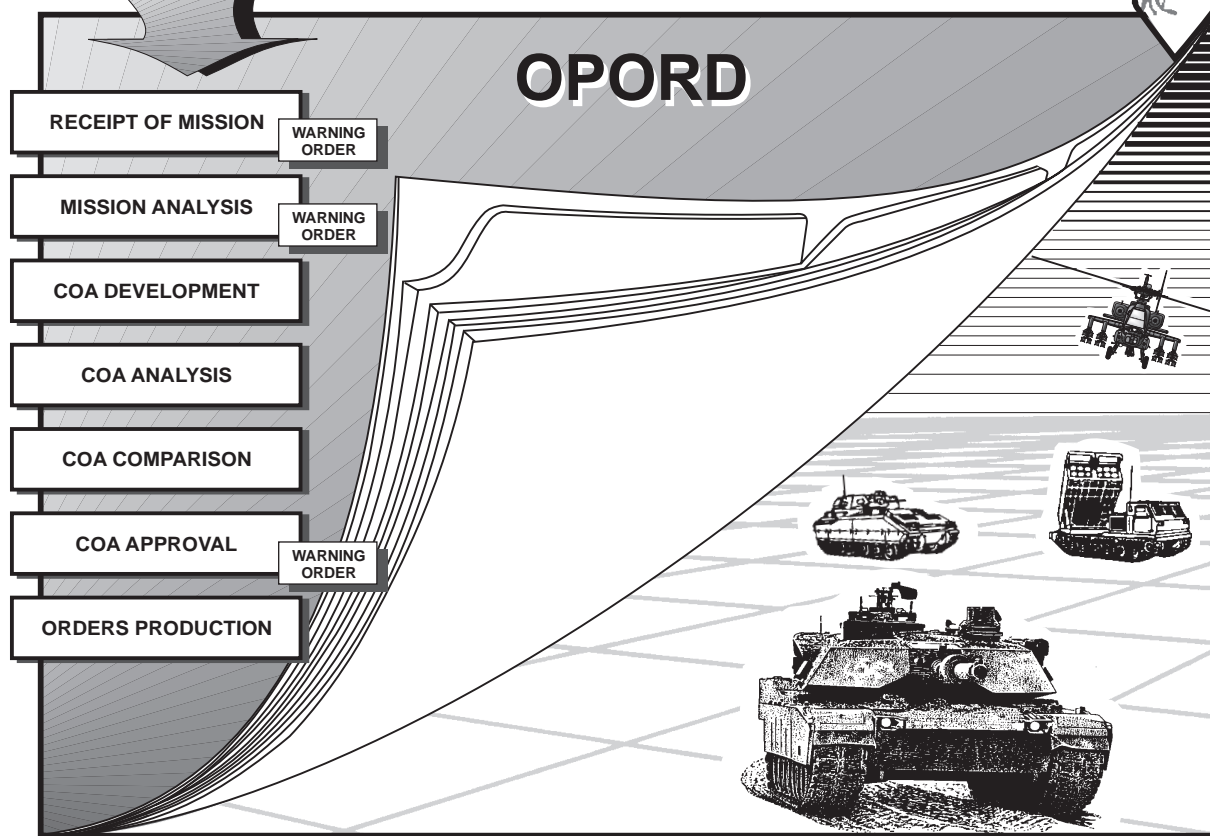 OPORD
RECEIPT OF MISSION
WARNING
ORDER
MISSION ANALYSIS
WARNING
ORDER
COA DEVELOPMENT
COA ANALYSIS
COA COMPARISON
COA APPROVAL
WARNING
ORDER
ORDERS PRODUCTION